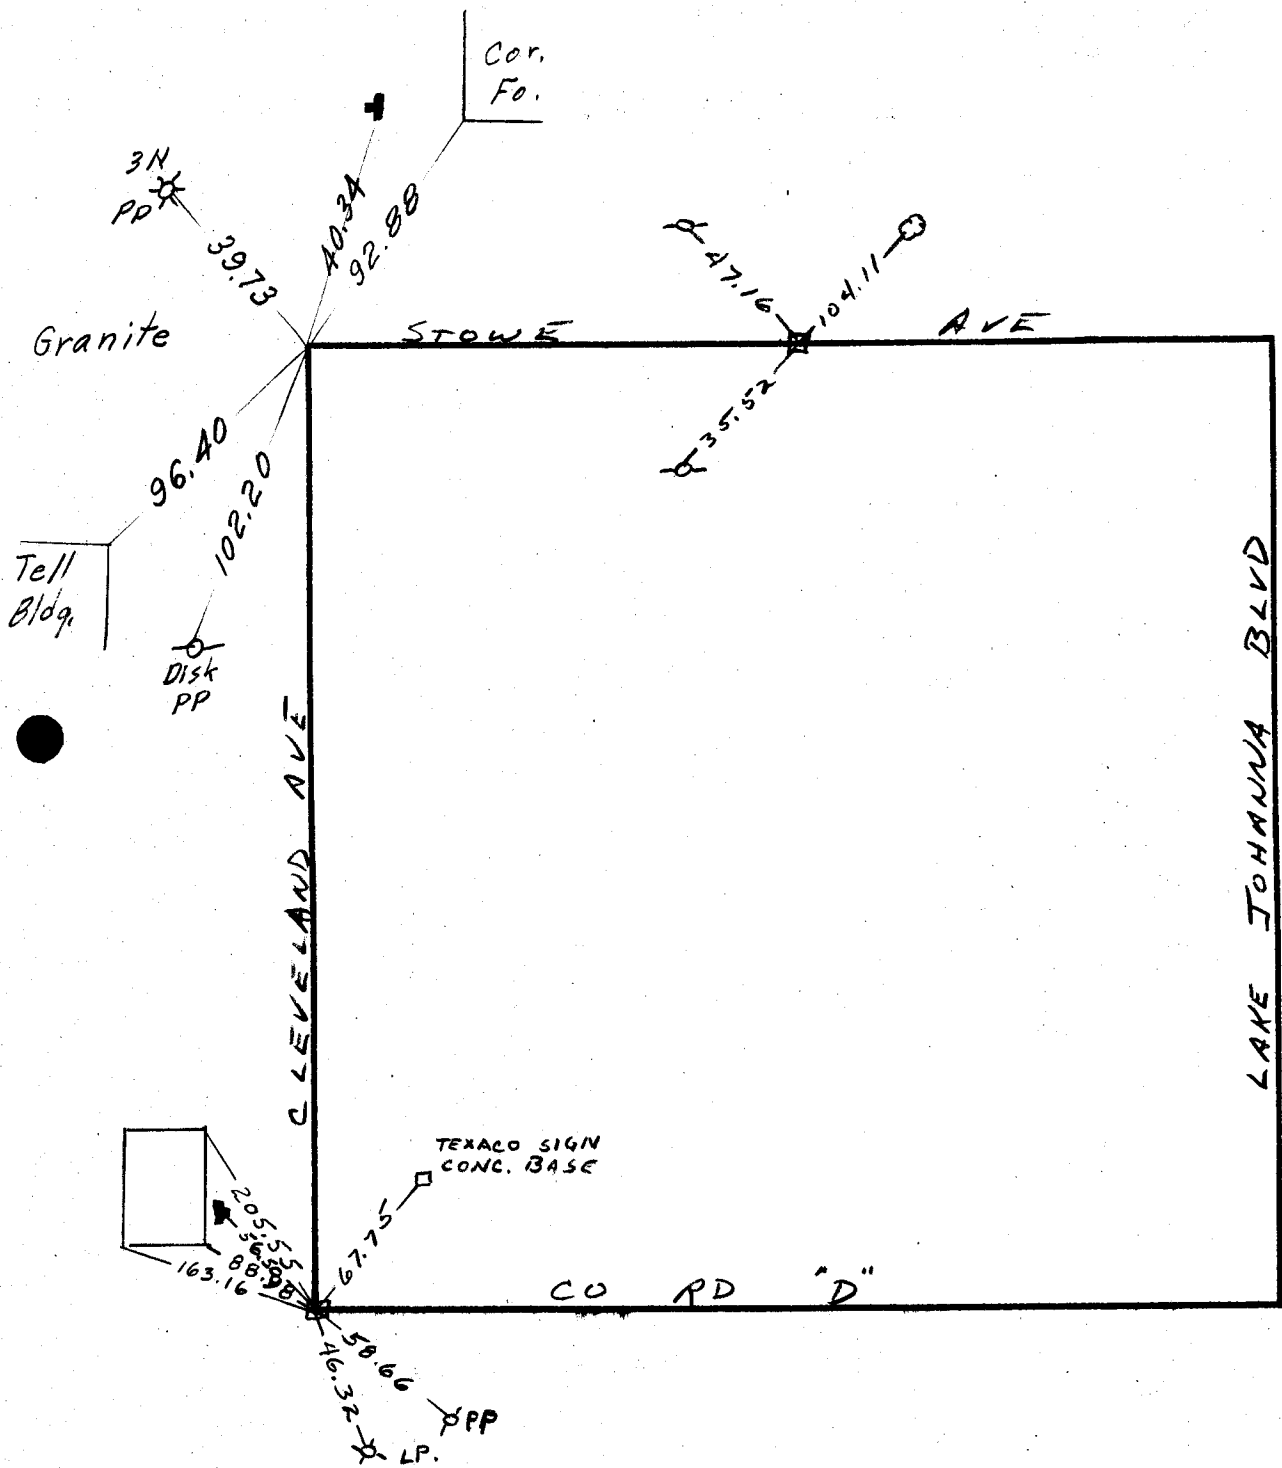 Cor.
Fo.
3N
PP
39.73
40.34
92.88
47.16
104.11
Granite
STOWE AVE
35.52
96.40
102.20
Tell
Bldg.
Disk
PP
CLEVELAND AVE
LAKE JOHANNA BLVD
TEXACO SIGN
CONC. BASE
205.55
163.16
67.75
CO RD "D"
58.66
46.32
PP
LP.